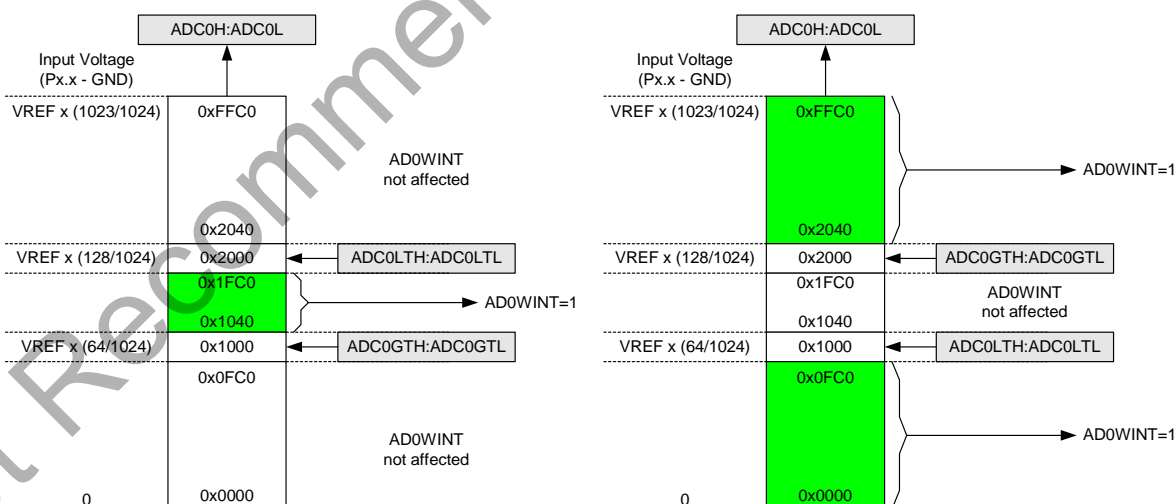 ADC0H:ADC0L
Input Voltage
(Px.x - GND)
VREF x (1023/1024)
0xFFC0
AD0WINT
not affected
0x2040
VREF x (128/1024)
0x2000
ADC0LTH:ADC0LTL
0x1FC0
AD0WINT=1
0x1040
VREF x (64/1024)
0x1000
ADC0GTH:ADC0GTL
0x0FC0
AD0WINT
not affected
0
0x0000
ADC0H:ADC0L
Input Voltage
(Px.x - GND)
VREF x (1023/1024)
0xFFC0
AD0WINT=1
0x2040
VREF x (128/1024)
0x2000
ADC0GTH:ADC0GTL
0x1FC0
AD0WINT
not affected
0x1040
VREF x (64/1024)
0x1000
ADC0LTH:ADC0LTL
0x0FC0
AD0WINT=1
0
0x0000